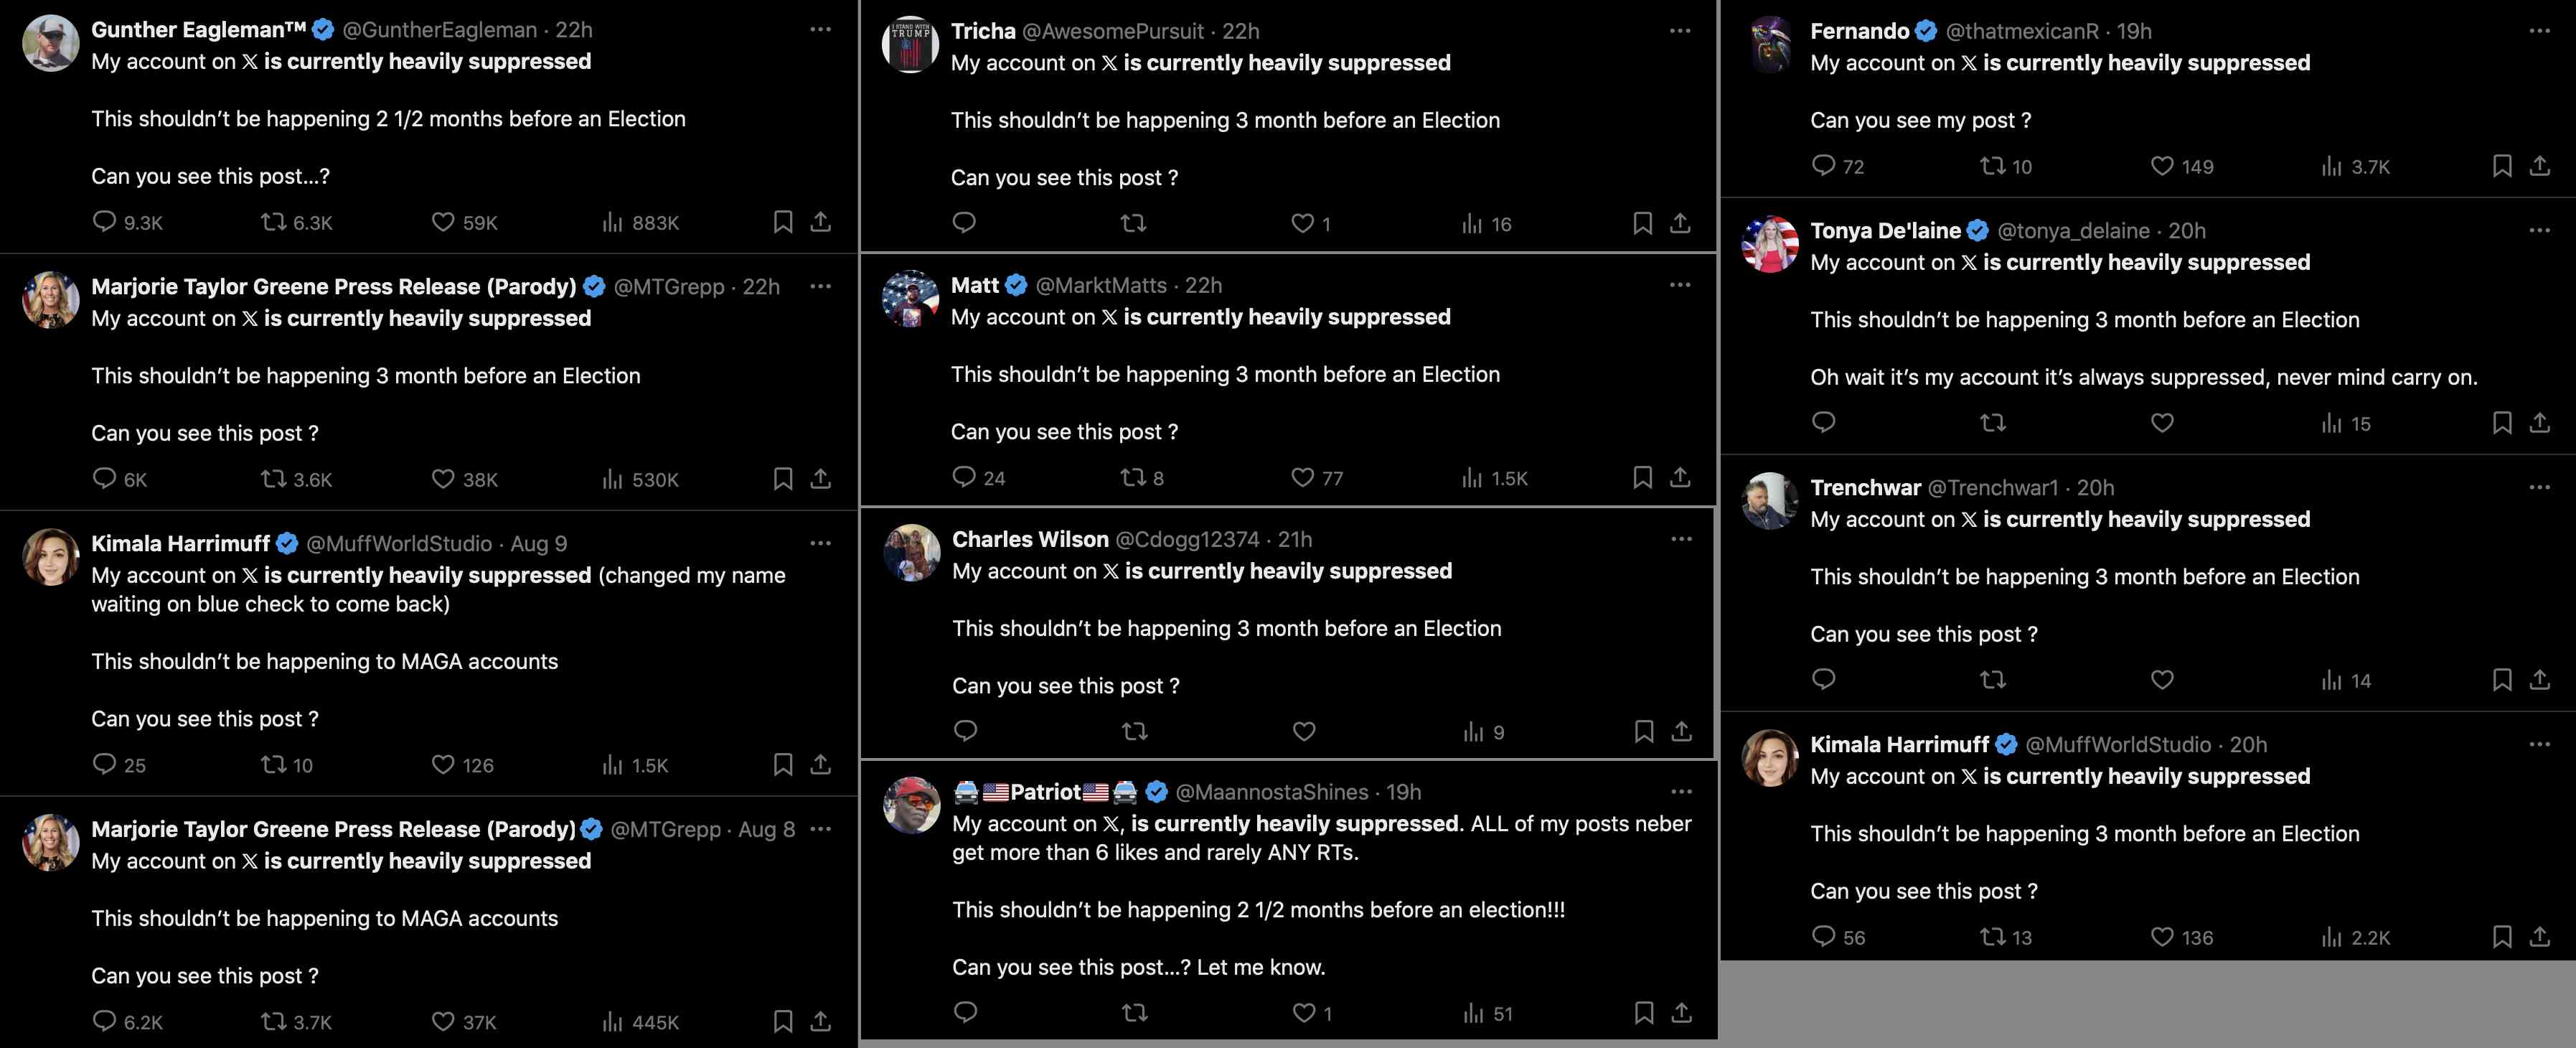 Gunther Eagleman™ @GuntherEagleman · 22h
My account on 𝕏 is currently heavily suppressed
This shouldn’t be happening 2 1/2 months before an Election
Can you see this post...?
9.3K 6.3K 59K 883K
Marjorie Taylor Greene Press Release (Parody) @MTGrepp · 22h
My account on 𝕏 is currently heavily suppressed
This shouldn’t be happening 3 month before an Election
Can you see this post ?
6K 3.6K 38K 530K
Kimala Harrimuff @MuffWorldStudio · Aug 9
My account on 𝕏 is currently heavily suppressed (changed my name
waiting on blue check to come back)
This shouldn’t be happening to MAGA accounts
Can you see this post ?
25 10 126 1.5K
Marjorie Taylor Greene Press Release (Parody) @MTGrepp · Aug 8
My account on 𝕏 is currently heavily suppressed
This shouldn’t be happening to MAGA accounts
Can you see this post ?
6.2K 3.7K 37K 445K
I STAND WITH
TRUMP
Tricha @AwesomePursuit · 22h
My account on 𝕏 is currently heavily suppressed
This shouldn’t be happening 3 month before an Election
Can you see this post ?
1 16
Matt @MarktMatts · 22h
My account on 𝕏 is currently heavily suppressed
This shouldn’t be happening 3 month before an Election
Can you see this post ?
24 8 77 1.5K
Charles Wilson @Cdogg12374 · 21h
My account on 𝕏 is currently heavily suppressed
This shouldn’t be happening 3 month before an Election
Can you see this post ?
9
🚔🇺🇸Patriot🇺🇸🚔 @MaannostaShines · 19h
My account on 𝕏, is currently heavily suppressed. ALL of my posts neber
get more than 6 likes and rarely ANY RTs.
This shouldn’t be happening 2 1/2 months before an election!!!
Can you see this post...? Let me know.
1 51
Fernando @thatmexicanR · 19h
My account on 𝕏 is currently heavily suppressed
Can you see my post ?
72 10 149 3.7K
Tonya De'laine @tonya_delaine · 20h
My account on 𝕏 is currently heavily suppressed
This shouldn’t be happening 3 month before an Election
Oh wait it’s my account it’s always suppressed, never mind carry on.
15
Trenchwar @Trenchwar1 · 20h
My account on 𝕏 is currently heavily suppressed
This shouldn’t be happening 3 month before an Election
Can you see this post ?
14
Kimala Harrimuff @MuffWorldStudio · 20h
My account on 𝕏 is currently heavily suppressed
This shouldn’t be happening 3 month before an Election
Can you see this post ?
56 13 136 2.2K